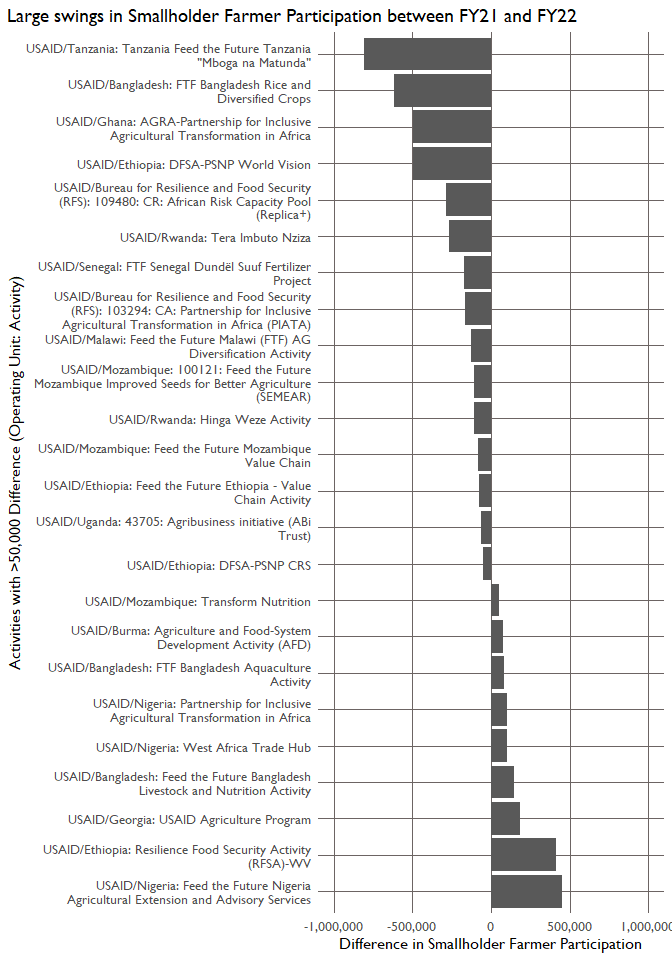 Large swings in Smallholder Farmer Participation between FY21 and FY22
Activities with >50,000 Difference (Operating Unit: Activity)
USAID/Tanzania: Tanzania Feed the Future Tanzania
"Mboga na Matunda"
USAID/Bangladesh: FTF Bangladesh Rice and
Diversified Crops
USAID/Ghana: AGRA-Partnership for Inclusive
Agricultural Transformation in Africa
USAID/Ethiopia: DFSA-PSNP World Vision
USAID/Bureau for Resilience and Food Security
(RFS): 109480: CR: African Risk Capacity Pool
(Replica+)
USAID/Rwanda: Tera Imbuto Nziza
USAID/Senegal: FTF Senegal Dundël Suuf Fertilizer
Project
USAID/Bureau for Resilience and Food Security
(RFS): 103294: CA: Partnership for Inclusive
Agricultural Transformation in Africa (PIATA)
USAID/Malawi: Feed the Future Malawi (FTF) AG
Diversification Activity
USAID/Mozambique: 100121: Feed the Future
Mozambique Improved Seeds for Better Agriculture
(SEMEAR)
USAID/Rwanda: Hinga Weze Activity
USAID/Mozambique: Feed the Future Mozambique
Value Chain
USAID/Ethiopia: Feed the Future Ethiopia - Value
Chain Activity
USAID/Uganda: 43705: Agribusiness initiative (ABi
Trust)
USAID/Ethiopia: DFSA-PSNP CRS
USAID/Mozambique: Transform Nutrition
USAID/Burma: Agriculture and Food-System
Development Activity (AFD)
USAID/Bangladesh: FTF Bangladesh Aquaculture
Activity
USAID/Nigeria: Partnership for Inclusive
Agricultural Transformation in Africa
USAID/Nigeria: West Africa Trade Hub
USAID/Bangladesh: Feed the Future Bangladesh
Livestock and Nutrition Activity
USAID/Georgia: USAID Agriculture Program
USAID/Ethiopia: Resilience Food Security Activity
(RFSA)-WV
USAID/Nigeria: Feed the Future Nigeria
Agricultural Extension and Advisory Services
-1,000,000 -500,000 0 500,000 1,000,000
Difference in Smallholder Farmer Participation